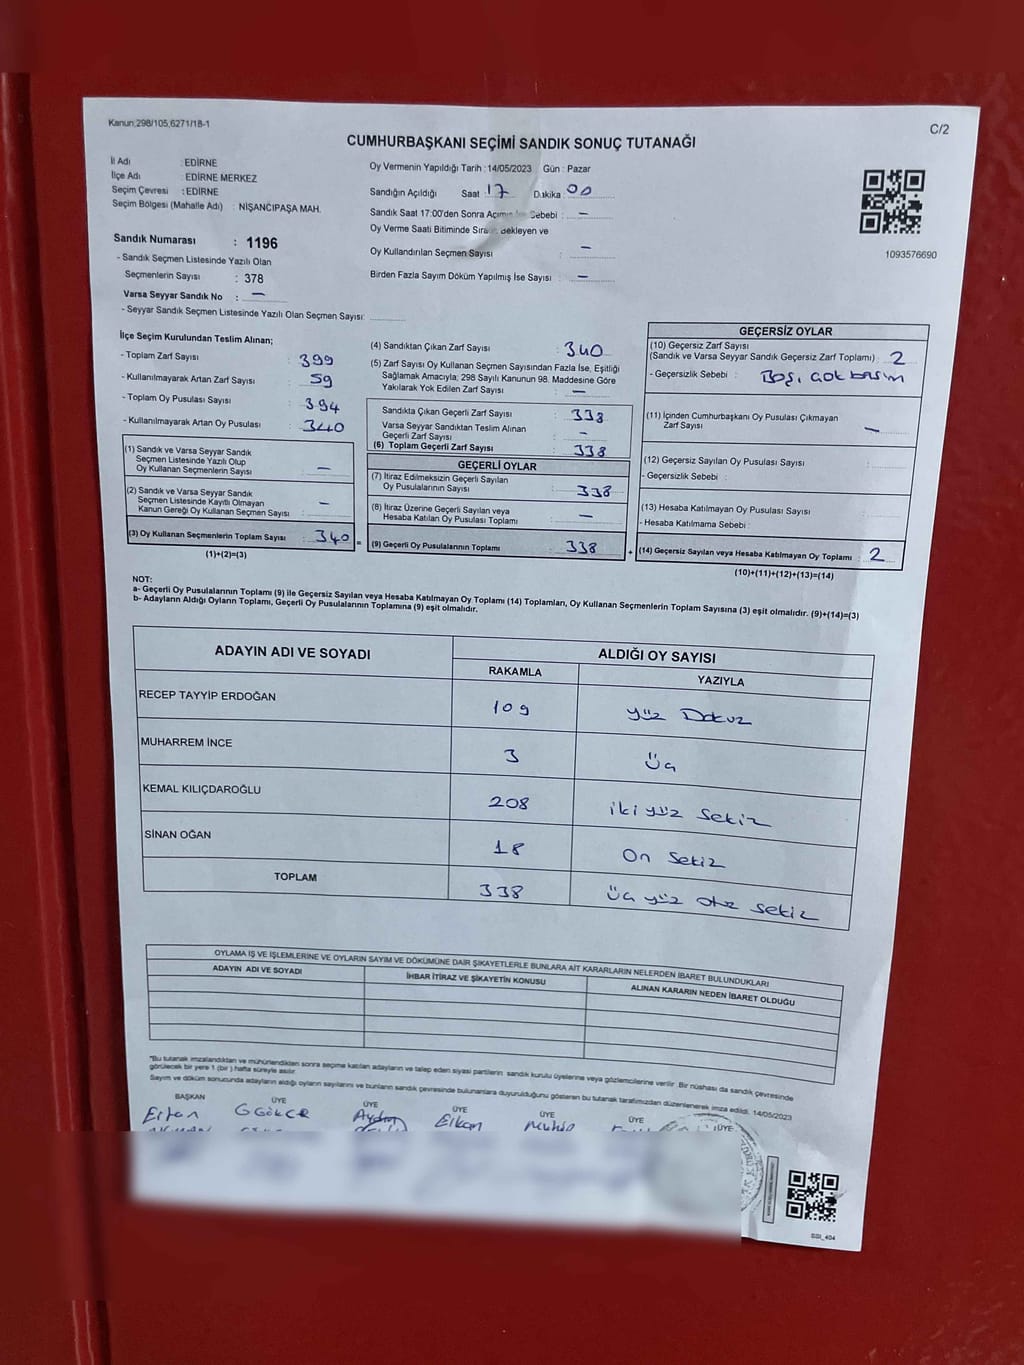 Kanun;298/105,6271/18-1
C/2
CUMHURBAŞKANI SEÇİMİ SANDIK SONUÇ TUTANAĞI
İl Adı : EDİRNE
İlçe Adı : EDİRNE MERKEZ
Seçim Çevresi : EDİRNE
Seçim Bölgesi (Mahalle Adı) : NİŞANCIPAŞA MAH.
Sandık Numarası : 1196
- Sandık Seçmen Listesinde Yazılı Olan
Seçmenlerin Sayısı : 378
Varsa Seyyar Sandık No : —
- Seyyar Sandık Seçmen Listesinde Yazılı Olan Seçmen Sayısı:
Oy Vermenin Yapıldığı Tarih : 14/05/2023 Gün : Pazar
Sandığın Açıldığı Saat 17 Dakika : 00
Sandık Saat 17:00'den Sonra Sebebi : —
Oy Verme Saati Bitiminde Bekleyen ve
Oy Kullandırılan Seçmen Sayısı : —
Birden Fazla Sayım Döküm Yapılmış İse Sayısı : —
1093576690
İlçe Seçim Kurulundan Teslim Alınan;
- Toplam Zarf Sayısı : 399
- Kullanılmayarak Artan Zarf Sayısı : 59
- Toplam Oy Pusulası Sayısı : 394
- Kullanılmayarak Artan Oy Pusulası : 340
(1) Sandık ve Varsa Seyyar Sandık
Seçmen Listesinde Yazılı Olup
Oy Kullanan Seçmenlerin Sayısı : —
(2) Sandık ve Varsa Seyyar Sandık
Seçmen Listesinde Kayıtlı Olmayan
Kanun Gereği Oy Kullanan Seçmen Sayısı : —
(3) Oy Kullanan Seçmenlerin Toplam Sayısı : 340 =
(1)+(2)=(3)
(4) Sandıktan Çıkan Zarf Sayısı : 340
(5) Zarf Sayısı Oy Kullanan Seçmen Sayısından Fazla İse, Eşitliği
Sağlamak Amacıyla; 298 Sayılı Kanunun 98. Maddesine Göre
Yakılarak Yok Edilen Zarf Sayısı : —
Sandıkta Çıkan Geçerli Zarf Sayısı : 338
Varsa Seyyar Sandıktan Teslim Alınan
Geçerli Zarf Sayısı : —
(6) Toplam Geçerli Zarf Sayısı : 338
GEÇERLİ OYLAR
(7) İtiraz Edilmeksizin Geçerli Sayılan
Oy Pusulalarının Sayısı : 338
(8) İtiraz Üzerine Geçerli Sayılan veya
Hesaba Katılan Oy Pusulası Toplamı : —
(9) Geçerli Oy Pusulalarının Toplamı : 338 +
GEÇERSİZ OYLAR
(10) Geçersiz Zarf Sayısı
(Sandık ve Varsa Seyyar Sandık Geçersiz Zarf Toplamı) : 2
- Geçersizlik Sebebi : Boş, çok basım
(11) İçinden Cumhurbaşkanı Oy Pusulası Çıkmayan
Zarf Sayısı : —
(12) Geçersiz Sayılan Oy Pusulası Sayısı :
- Geçersizlik Sebebi :
(13) Hesaba Katılmayan Oy Pusulası Sayısı :
- Hesaba Katılmama Sebebi :
(14) Geçersiz Sayılan veya Hesaba Katılmayan Oy Toplamı : 2
(10)+(11)+(12)+(13)=(14)
NOT:
a- Geçerli Oy Pusulalarının Toplamı (9) ile Geçersiz Sayılan veya Hesaba Katılmayan Oy Toplamı (14) Toplamları, Oy Kullanan Seçmenlerin Toplam Sayısına (3) eşit olmalıdır. (9)+(14)=(3)
b- Adayların Aldığı Oyların Toplamı, Geçerli Oy Pusulalarının Toplamına (9) eşit olmalıdır.
ADAYIN ADI VE SOYADI
ALDIĞI OY SAYISI
RAKAMLA YAZIYLA
RECEP TAYYİP ERDOĞAN 109 yüz Dokuz
MUHARREM İNCE 3 Üç
KEMAL KILIÇDAROĞLU 208 iki yüz sekiz
SİNAN OĞAN 18 On sekiz
TOPLAM 338 Üç yüz otuz sekiz
OYLAMA İŞ VE İŞLEMLERİNE VE OYLARIN SAYIM VE DÖKÜMÜNE DAİR ŞİKAYETLERLE BUNLARA AİT KARARLARIN NELERDEN İBARET BULUNDUKLARI
ADAYIN ADI VE SOYADI İHBAR İTİRAZ VE ŞİKAYETİN KONUSU ALINAN KARARIN NEDEN İBARET OLDUĞU
"Bu tutanak imzalandıktan ve mühürlendikten sonra seçime katılan adayların ve talep eden siyasi partilerin sandık kurulu üyelerine veya gözlemcilerine verilir. Bir nüshası da sandık çevresinde
görülecek bir yere 1 (bir) hafta süreyle asılır.
Sayım ve döküm sonucunda adayların aldığı oyların sayılarını ve bunların sandık çevresinde bulunanlara duyurulduğunu gösteren bu tutanak tarafımızdan düzenlenerek imza edildi. 14/05/2023
BAŞKAN ÜYE ÜYE ÜYE ÜYE ÜYE ÜYE
Ertan G GÖKÇE Aydın Erkan
SSI_404